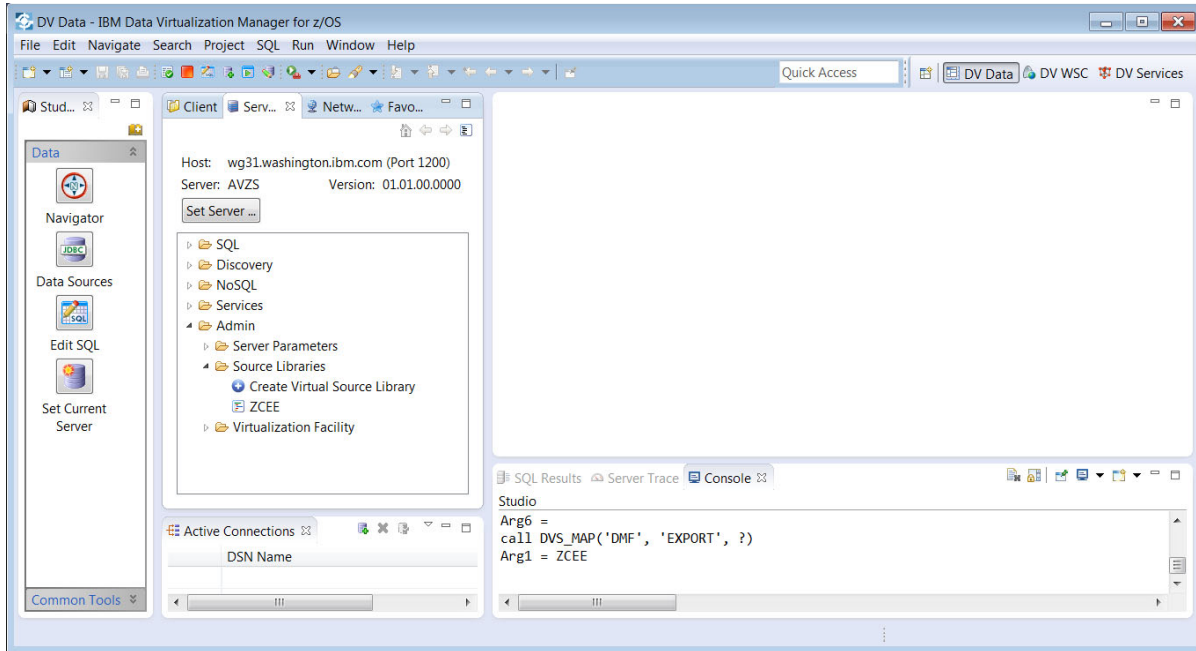 DV Data - IBM Data Virtualization Manager for z/OS
File Edit Navigate Search Project SQL Run Window Help
Quick Access
DV Data DV WSC DV Services
Stud...
Data
Navigator
JDBC
Data Sources
SQL
Edit SQL
Set Current
Server
Common Tools
Client Serv... Netw... Favo...
Host: wg31.washington.ibm.com (Port 1200)
Server: AVZS Version: 01.01.00.0000
Set Server ...
SQL
Discovery
NoSQL
Services
Admin
Server Parameters
Source Libraries
Create Virtual Source Library
ZCEE
Virtualization Facility
Active Connections
DSN Name
SQL Results Server Trace Console
Studio
Arg6 =
call DVS_MAP('DMF', 'EXPORT', ?)
Arg1 = ZCEE